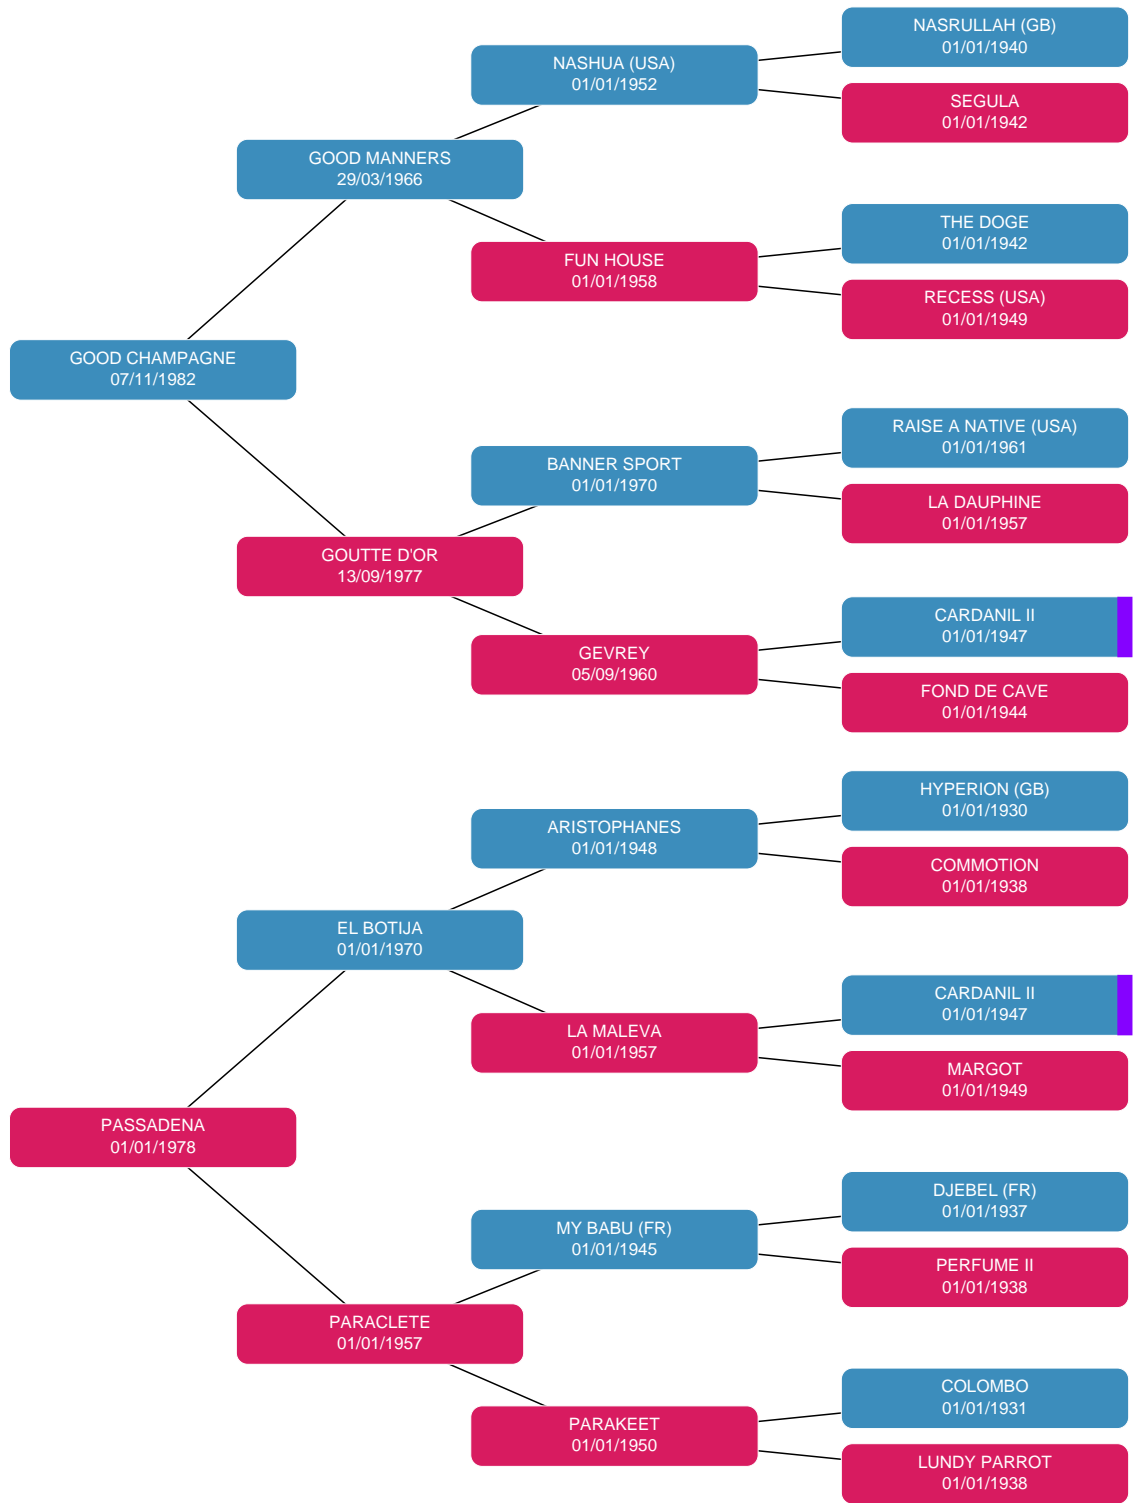 NASRULLAH (GB)
01/01/1940
NASHUA (USA)
01/01/1952
SEGULA
01/01/1942
GOOD MANNERS
29/03/1966
THE DOGE
01/01/1942
FUN HOUSE
01/01/1958
RECESS (USA)
01/01/1949
GOOD CHAMPAGNE
07/11/1982
RAISE A NATIVE (USA)
01/01/1961
BANNER SPORT
01/01/1970
LA DAUPHINE
01/01/1957
GOUTTE D'OR
13/09/1977
CARDANIL II
01/01/1947
GEVREY
05/09/1960
FOND DE CAVE
01/01/1944
HYPERION (GB)
01/01/1930
ARISTOPHANES
01/01/1948
COMMOTION
01/01/1938
EL BOTIJA
01/01/1970
CARDANIL II
01/01/1947
LA MALEVA
01/01/1957
MARGOT
01/01/1949
PASSADENA
01/01/1978
DJEBEL (FR)
01/01/1937
MY BABU (FR)
01/01/1945
PERFUME II
01/01/1938
PARACLETE
01/01/1957
COLOMBO
01/01/1931
PARAKEET
01/01/1950
LUNDY PARROT
01/01/1938